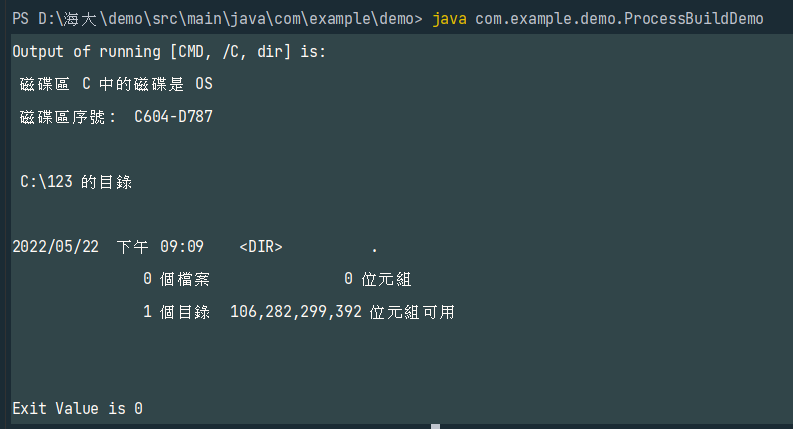 PS D:\海大\demo\src\main\java\com\example\demo> java com.example.demo.ProcessBuildDemo
Output of running [CMD, /C, dir] is:
磁碟區 C 中的磁碟是 OS
磁碟區序號： C604-D787
C:\123 的目錄
2022/05/22  下午 09:09    <DIR>          .
0 個檔案               0 位元組
1 個目錄  106,282,299,392 位元組可用
Exit Value is 0